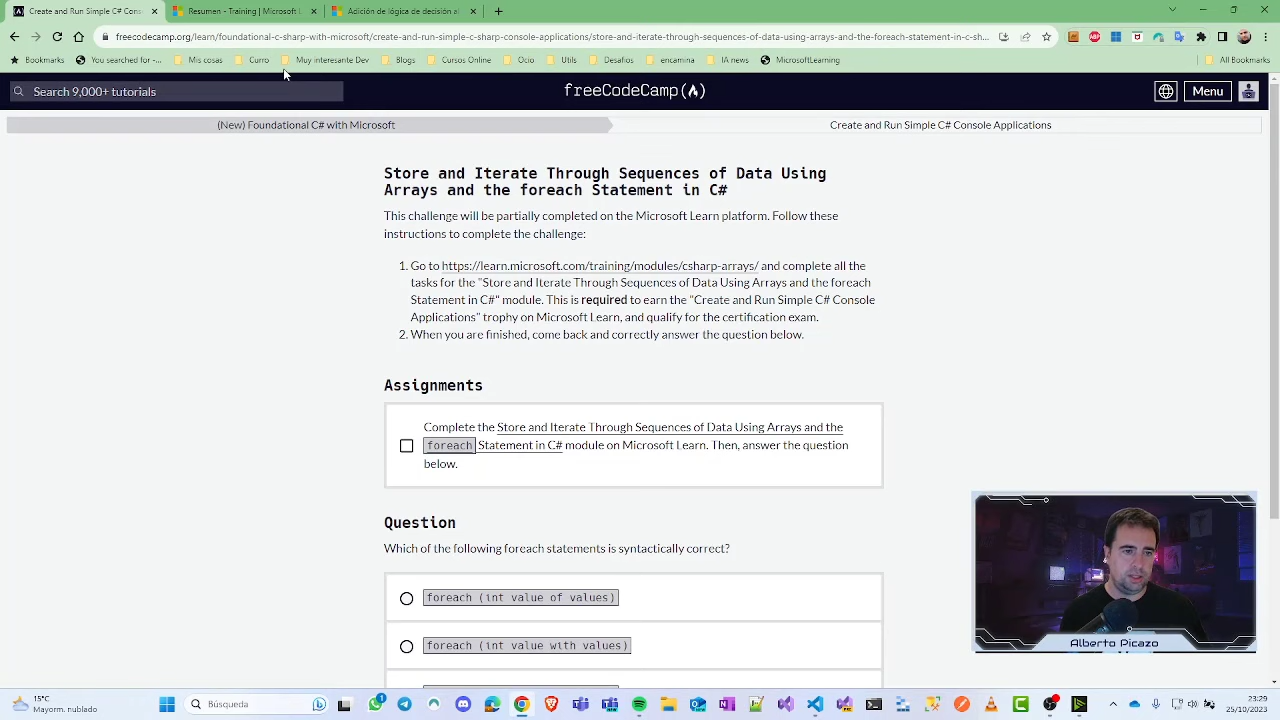 Create and Run Simple C# Cons
Resumen - Training | Microsoft L
Adición de lógica de decisión al
freecodecamp.org/learn/foundational-c-sharp-with-microsoft/create-and-run-simple-c-sharp-console-applications/store-and-iterate-through-sequences-of-data-using-arrays-and-the-foreach-statement-in-c-sh...
Bookmarks
You searched for -...
Mis cosas
Curro
Muy interesante Dev
Blogs
Cursos Online
Ocio
Utils
Desafios
encamina
IA news
MicrosoftLearning
All Bookmarks
Search 9,000+ tutorials
freeCodeCamp
Menu
(New) Foundational C# with Microsoft
Create and Run Simple C# Console Applications
Store and Iterate Through Sequences of Data Using
Arrays and the foreach Statement in C#
This challenge will be partially completed on the Microsoft Learn platform. Follow these
instructions to complete the challenge:
1. Go to https://learn.microsoft.com/training/modules/csharp-arrays/ and complete all the
tasks for the "Store and Iterate Through Sequences of Data Using Arrays and the foreach
Statement in C#" module. This is required to earn the "Create and Run Simple C# Console
Applications" trophy on Microsoft Learn, and qualify for the certification exam.
2. When you are finished, come back and correctly answer the question below.
Assignments
Complete the Store and Iterate Through Sequences of Data Using Arrays and the
foreach Statement in C# module on Microsoft Learn. Then, answer the question
below.
Question
Which of the following foreach statements is syntactically correct?
foreach (int value of values)
foreach (int value with values)
Alberto Picazo
15°C
Mayorm. nublado
Búsqueda
23:29
25/10/2023